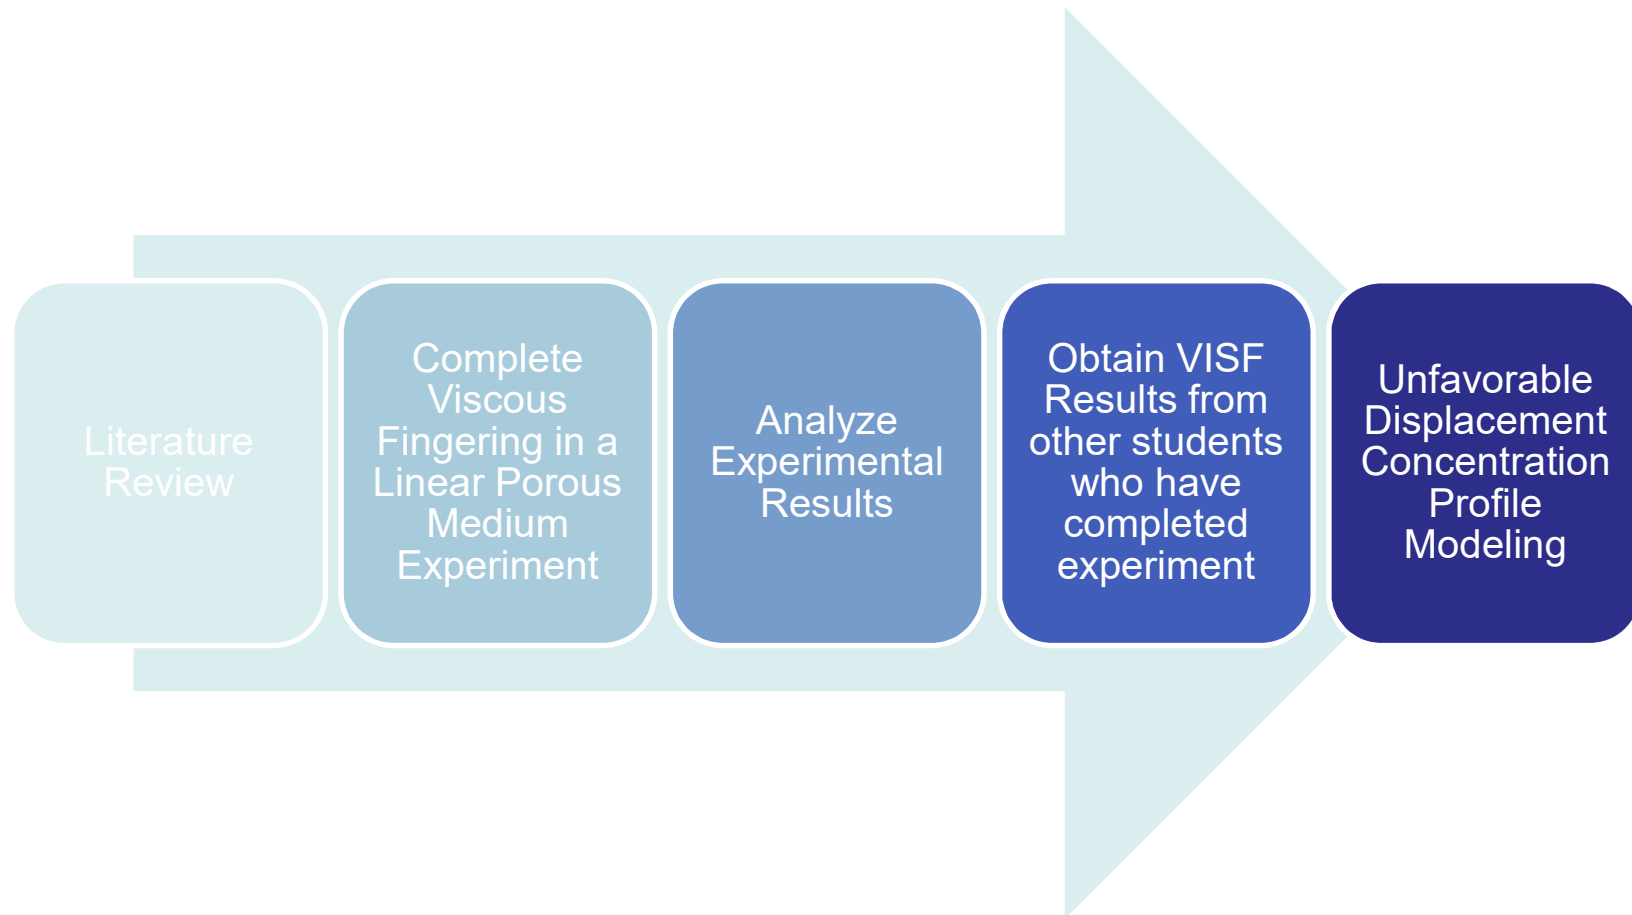 Literature
Review
Complete
Viscous
Fingering in a
Linear Porous
Medium
Experiment
Analyze
Experimental
Results
Obtain VISF
Results from
other students
who have
completed
experiment
Unfavorable
Displacement
Concentration
Profile
Modeling